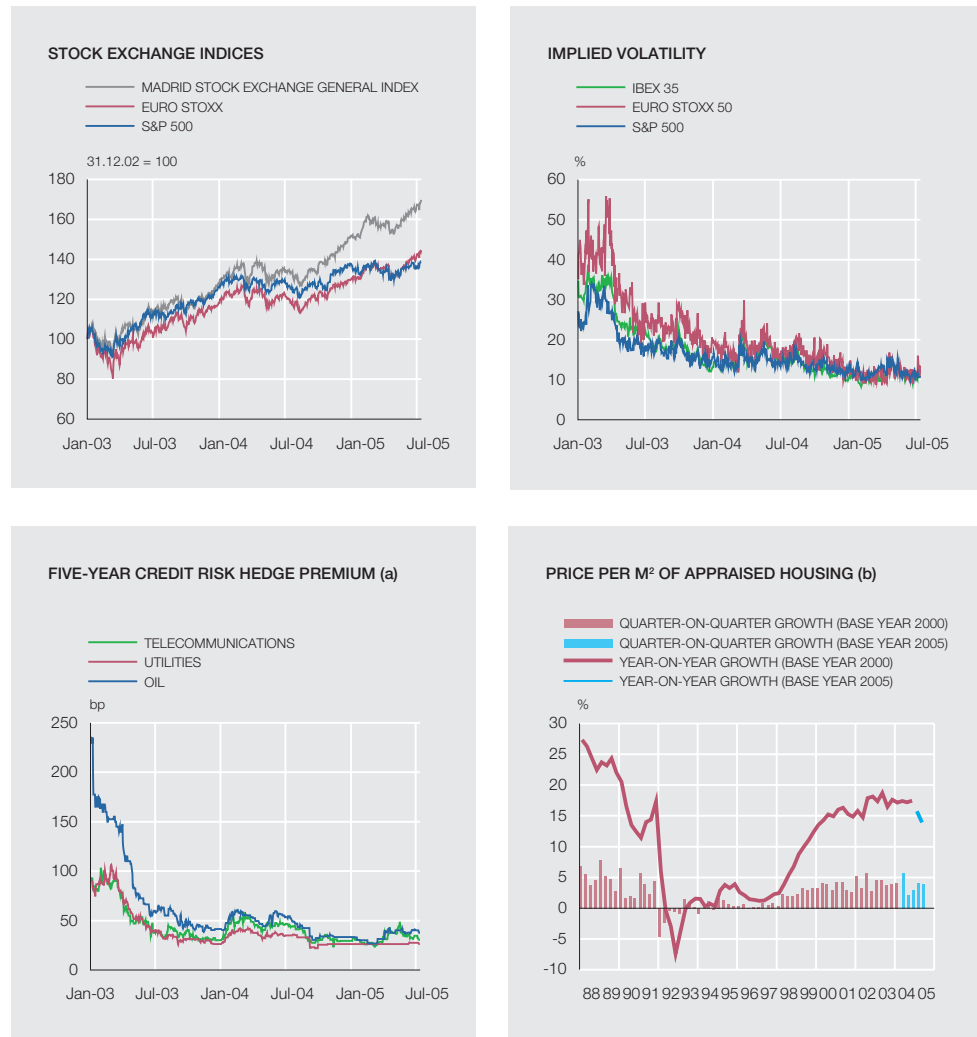 STOCK EXCHANGE INDICES
MADRID STOCK EXCHANGE GENERAL INDEX
EURO STOXX
S&P 500
31.12.02 = 100
180
160
140
120
100
80
60
Jan-03 Jul-03 Jan-04 Jul-04 Jan-05 Jul-05
IMPLIED VOLATILITY
IBEX 35
EURO STOXX 50
S&P 500
%
60
50
40
30
20
10
0
Jan-03 Jul-03 Jan-04 Jul-04 Jan-05 Jul-05
FIVE-YEAR CREDIT RISK HEDGE PREMIUM (a)
TELECOMMUNICATIONS
UTILITIES
OIL
bp
250
200
150
100
50
0
Jan-03 Jul-03 Jan-04 Jul-04 Jan-05 Jul-05
PRICE PER M² OF APPRAISED HOUSING (b)
QUARTER-ON-QUARTER GROWTH (BASE YEAR 2000)
QUARTER-ON-QUARTER GROWTH (BASE YEAR 2005)
YEAR-ON-YEAR GROWTH (BASE YEAR 2000)
YEAR-ON-YEAR GROWTH (BASE YEAR 2005)
%
30
25
20
15
10
5
0
-5
-10
88 89 90 91 92 93 94 95 96 97 98 99 00 01 02 03 04 05